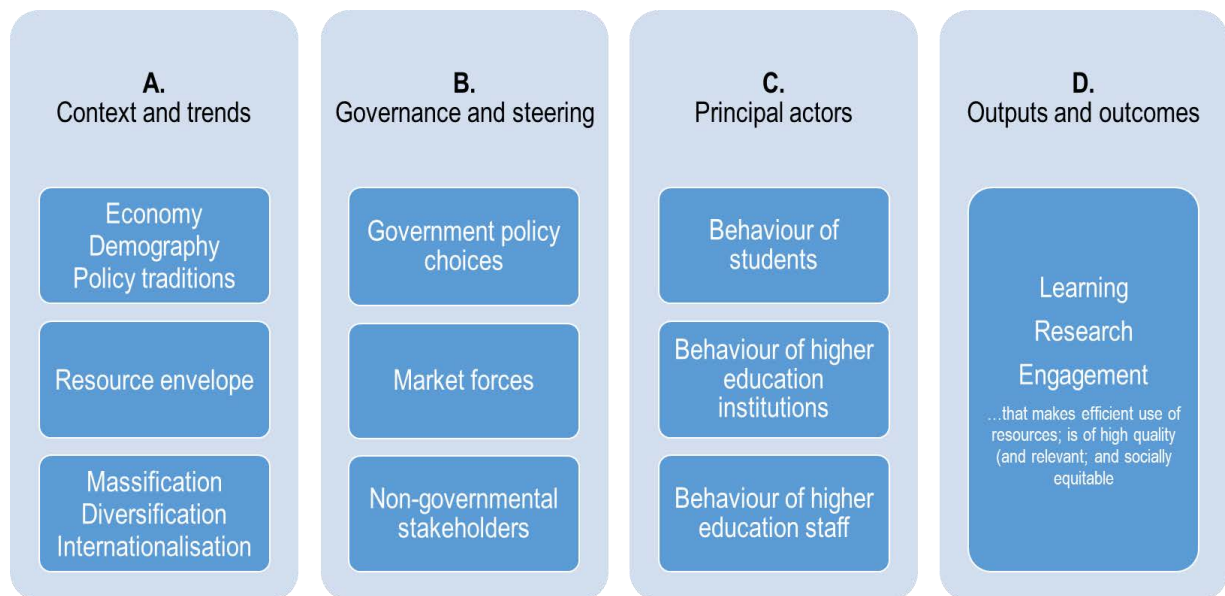 A.
Context and trends
Economy
Demography
Policy traditions
Resource envelope
Massification
Diversification
Internationalisation
B.
Governance and steering
Government policy
choices
Market forces
Non-governmental
stakeholders
C.
Principal actors
Behaviour of
students
Behaviour of higher
education
institutions
Behaviour of higher
education staff
D.
Outputs and outcomes
Learning
Research
Engagement
…that makes efficient use of
resources; is of high quality
(and relevant; and socially
equitable